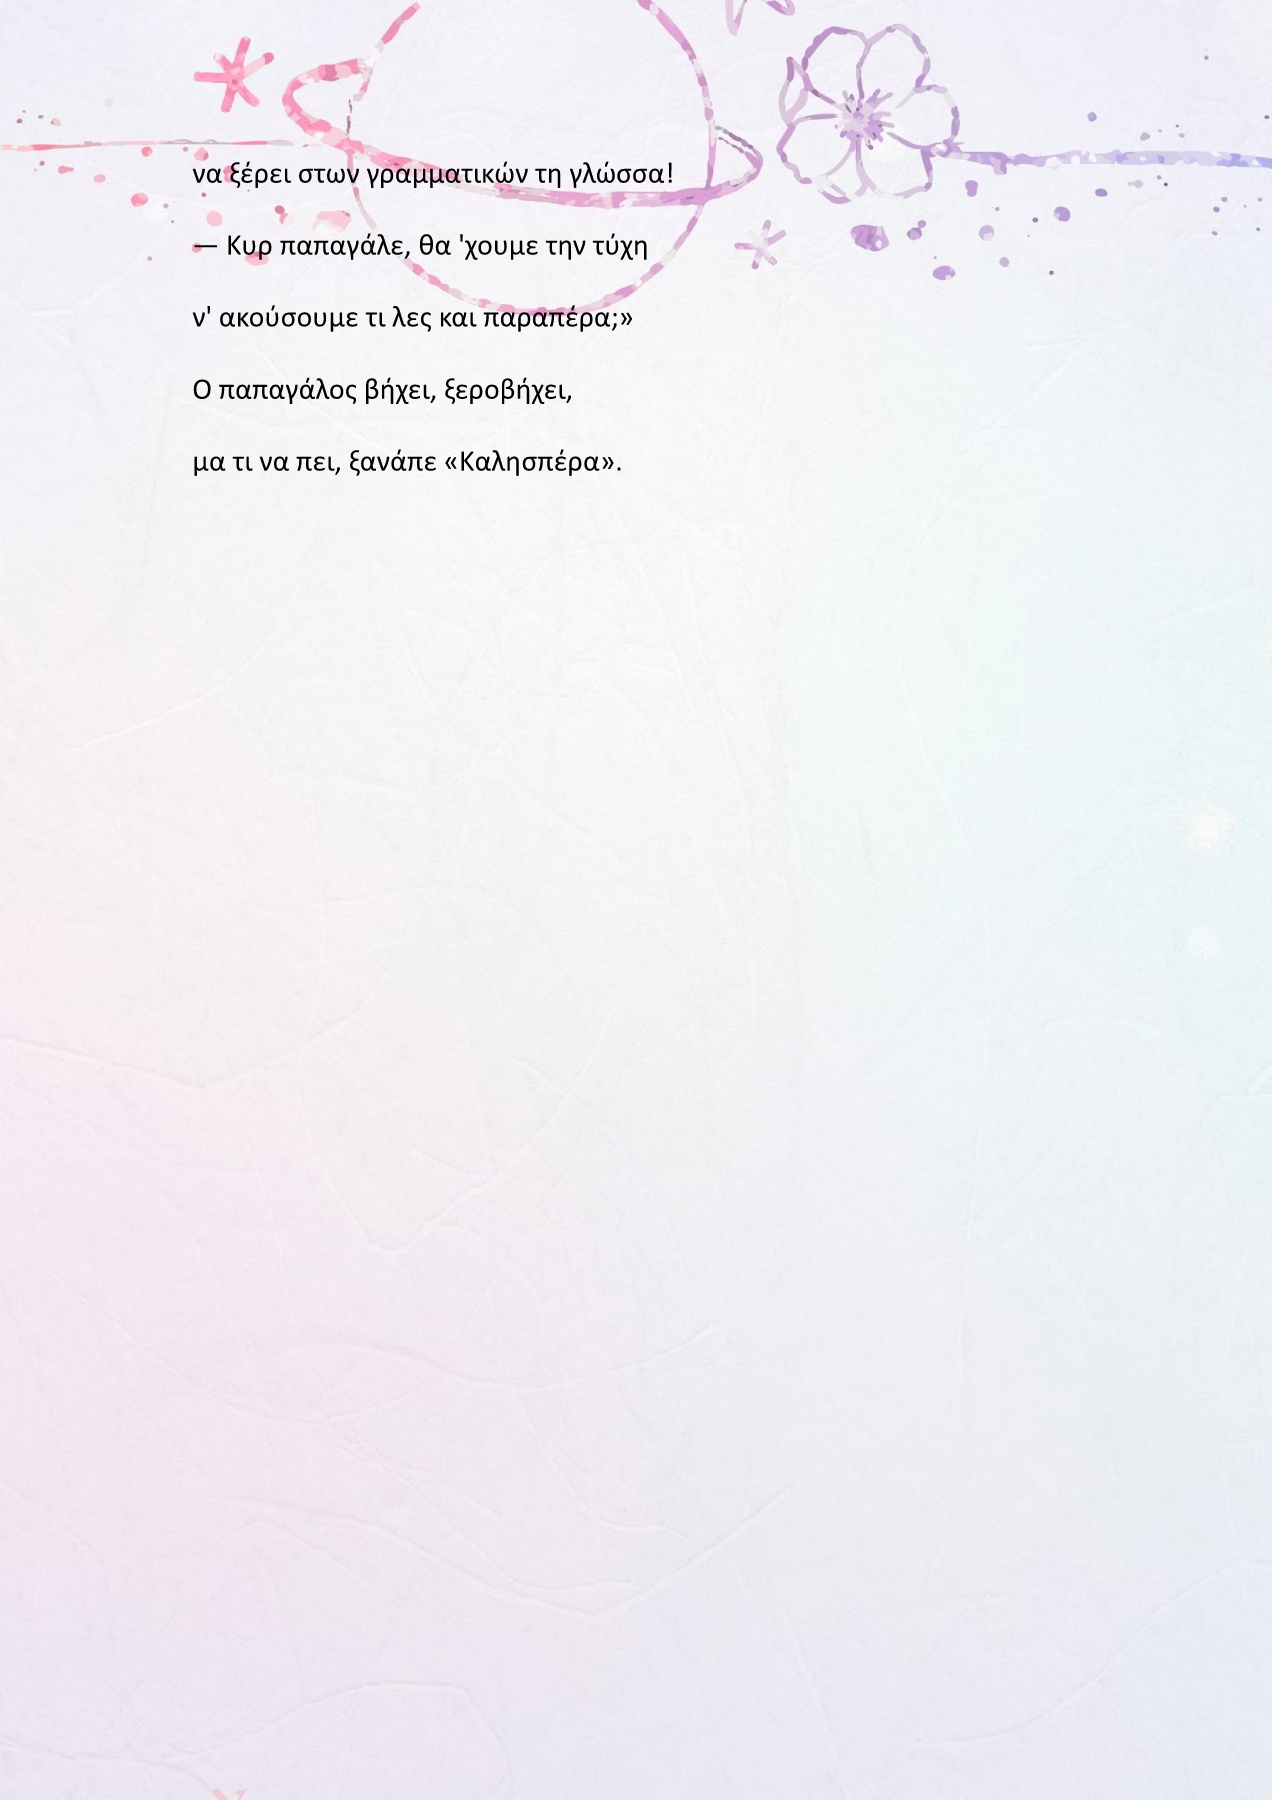 να ξέρει στων γραμματικών τη γλώσσα!
— Κυρ παπαγάλε, θα 'χουμε την τύχη
ν' ακούσουμε τι λες και παραπέρα;»
Ο παπαγάλος βήχει, ξεροβήχει,
μα τι να πει, ξανάπε «Καλησπέρα».